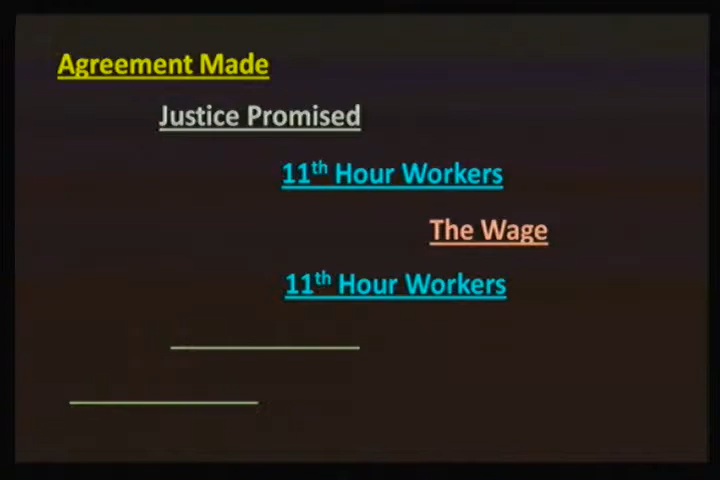 Agreement Made
Justice Promised
11th Hour Workers
The Wage
11th Hour Workers